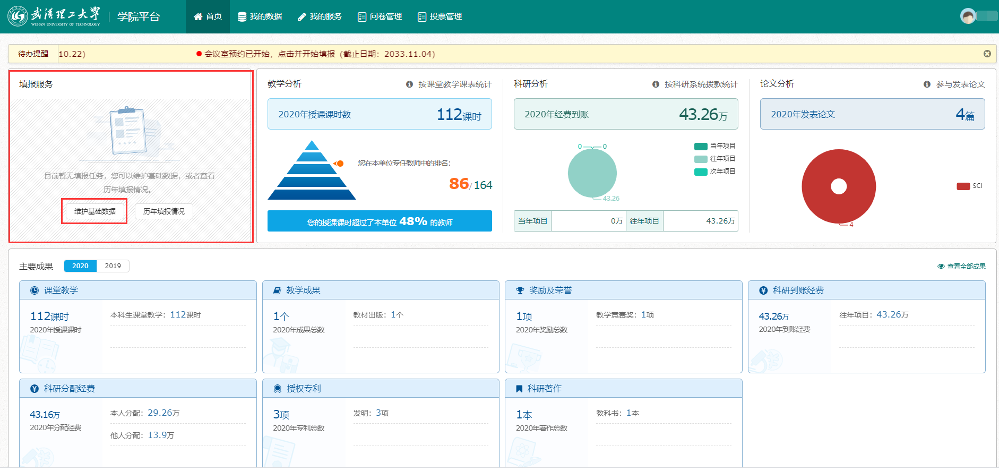 武汉理工大学
WUHAN UNIVERSITY OF TECHNOLOGY
学院平台
首页
我的数据
我的服务
问卷管理
投票管理
待办提醒
10.22)
会议室预约已开始，点击并开始填报（截止日期：2033.11.04）
填报服务
目前暂无填报任务，您可以维护基础数据，或者查看
历年填报情况。
维护基础数据
历年填报情况
教学分析
按课堂教学课表统计
2020年授课课时数
112课时
您在本单位专任教师中的排名：
86/164
您的授课课时超过了本单位 48% 的教师
科研分析
按科研系统拨款统计
2020年经费到账
43.26万
0
0
43.26
当年项目
往年项目
次年项目
当年项目
0万
往年项目
43.26万
论文分析
参与发表论文
2020年发表论文
4篇
4
SCI
主要成果
2020
2019
查看全部成果
课堂教学
112课时
2020年授课课时
本科生课堂教学：112课时
教学成果
1个
2020年成果总数
教材出版：1个
奖励及荣誉
1项
2020年奖励总数
教学竞赛奖：1项
科研到账经费
43.26万
2020年到账经费
往年项目：43.26万
科研分配经费
43.16万
2020年分配经费
本人分配：29.26万
他人分配：13.9万
授权专利
3项
2020年专利总数
发明：3项
科研著作
1本
2020年著作总数
教科书：1本